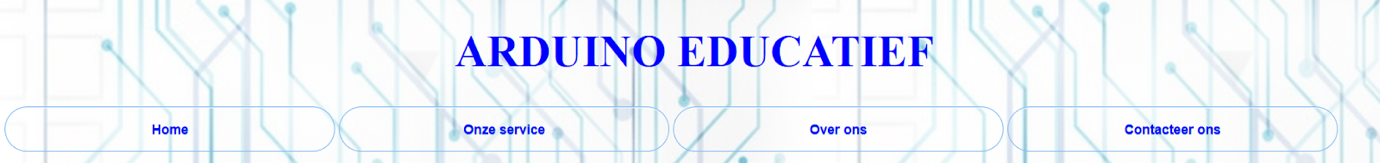 ARDUINO EDUCATIEF
Home Onze service Over ons Contacteer ons